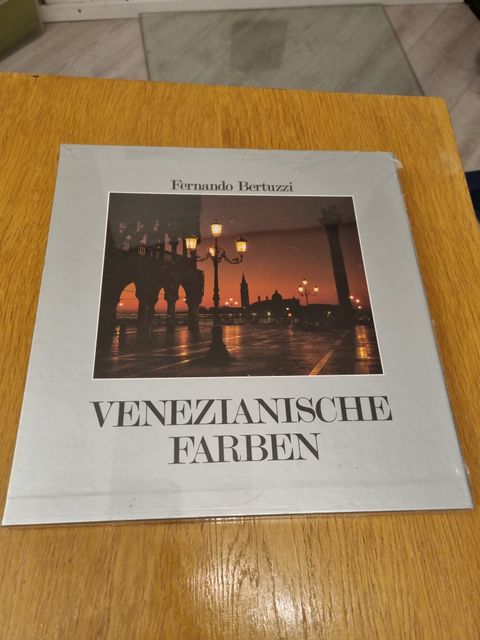 Fernando Bertuzzi
VENEZIANISCHE
FARBEN